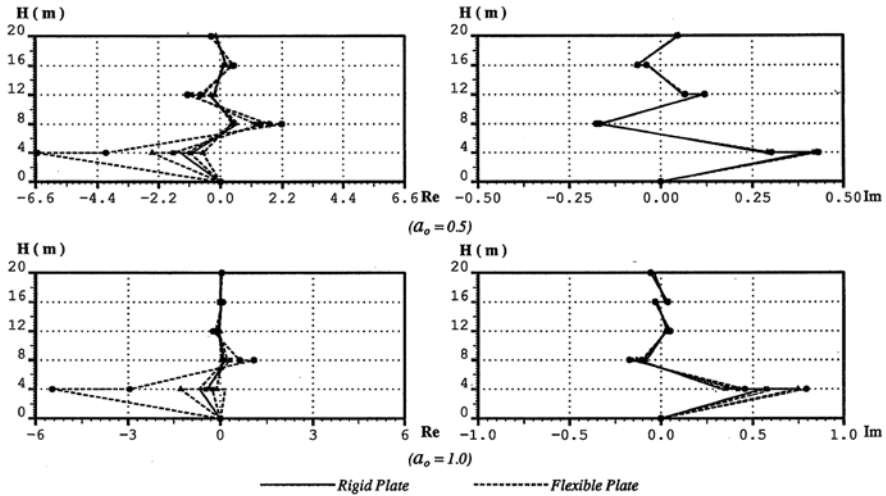 H ( m ) H ( m )
20 20
16 16
12 12
8 8
4 4
0 0
-6.6 -4.4 -2.2 0.0 2.2 4.4 6.6 Re -0.50 -0.25 0.00 0.25 0.50 Im
(a_o = 0.5)
H ( m ) H ( m )
20 20
16 16
12 12
8 8
4 4
0 0
-6 -3 0 3 6 Re -1.0 -0.5 0.0 0.5 1.0 Im
(a_o = 1.0)
Rigid Plate Flexible Plate